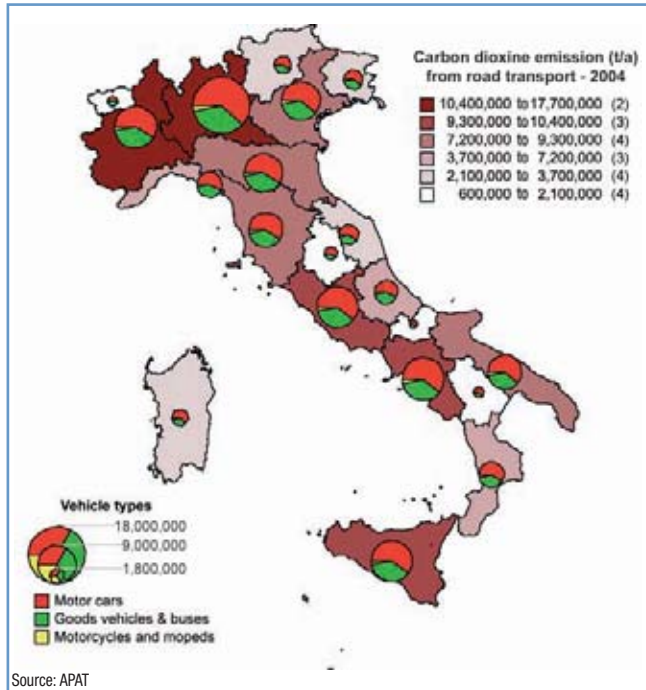 Carbon dioxine emission (t/a)
from road transport - 2004
10,400,000 to 17,700,000 (2)
9,300,000 to 10,400,000 (3)
7,200,000 to 9,300,000 (4)
3,700,000 to 7,200,000 (3)
2,100,000 to 3,700,000 (4)
600,000 to 2,100,000 (4)
Vehicle types
18,000,000
9,000,000
1,800,000
Motor cars
Goods vehicles & buses
Motorcycles and mopeds
Source: APAT